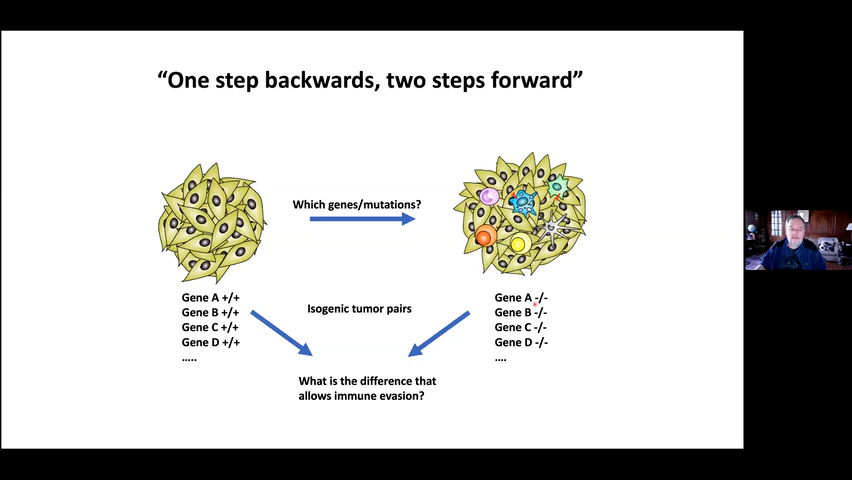 “One step backwards, two steps forward”
Which genes/mutations?
Gene A +/+
Gene B +/+
Gene C +/+
Gene D +/+
.....
Isogenic tumor pairs
Gene A -/-
Gene B -/-
Gene C -/-
Gene D -/-
....
What is the difference that
allows immune evasion?